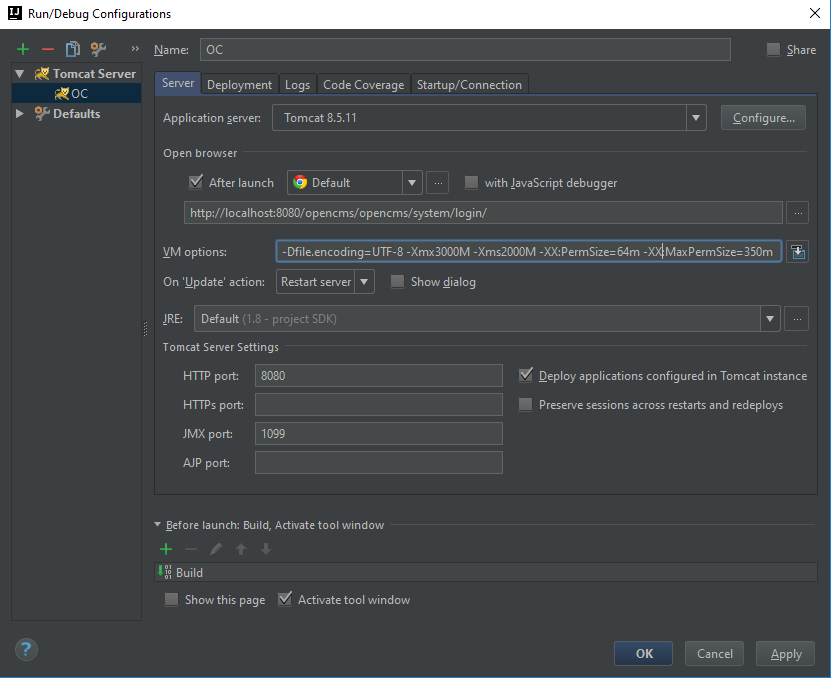 Run/Debug Configurations
Name: OC Share
Tomcat Server
OC
Defaults
Server Deployment Logs Code Coverage Startup/Connection
Application server: Tomcat 8.5.11 Configure...
Open browser
After launch Default ... with JavaScript debugger
http://localhost:8080/opencms/opencms/system/login/ ...
VM options: -Dfile.encoding=UTF-8 -Xmx3000M -Xms2000M -XX:PermSize=64m -XX:MaxPermSize=350m
On 'Update' action: Restart server Show dialog
JRE: Default (1.8 - project SDK) ...
Tomcat Server Settings
HTTP port: 8080 Deploy applications configured in Tomcat instance
HTTPs port: Preserve sessions across restarts and redeploys
JMX port: 1099
AJP port:
Before launch: Build, Activate tool window
Build
Show this page Activate tool window
? OK Cancel Apply